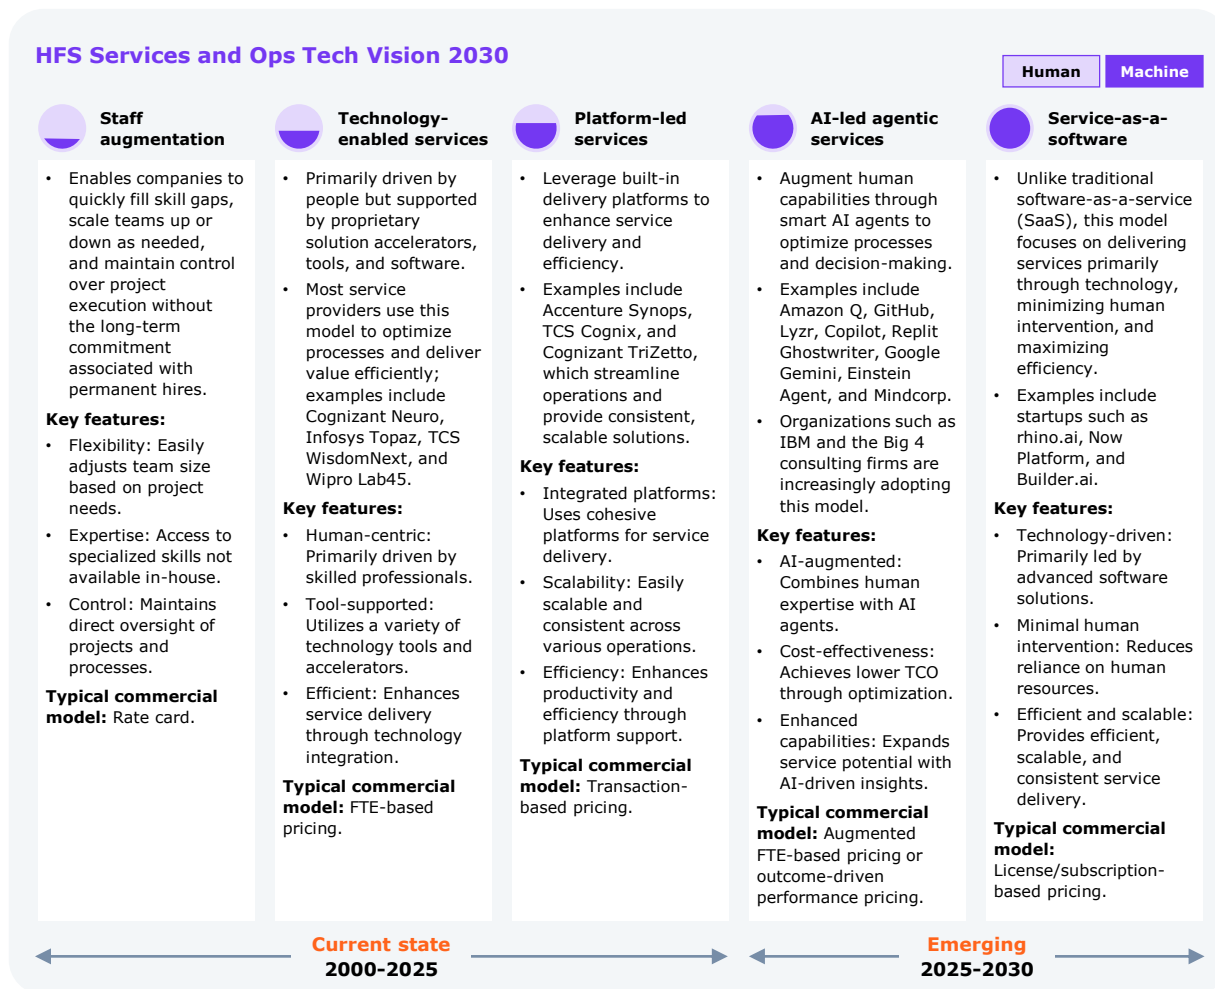 HFS Services and Ops Tech Vision 2030
Human
Machine
Staff
augmentation
• Enables companies to
quickly fill skill gaps,
scale teams up or
down as needed,
and maintain control
over project
execution without
the long-term
commitment
associated with
permanent hires.
Key features:
• Flexibility: Easily
adjusts team size
based on project
needs.
• Expertise: Access to
specialized skills not
available in-house.
• Control: Maintains
direct oversight of
projects and
processes.
Typical commercial
model: Rate card.
Technology-
enabled services
• Primarily driven by
people but supported
by proprietary
solution accelerators,
tools, and software.
• Most service
providers use this
model to optimize
processes and deliver
value efficiently;
examples include
Cognizant Neuro,
Infosys Topaz, TCS
WisdomNext, and
Wipro Lab45.
Key features:
• Human-centric:
Primarily driven by
skilled professionals.
• Tool-supported:
Utilizes a variety of
technology tools and
accelerators.
• Efficient: Enhances
service delivery
through technology
integration.
Typical commercial
model: FTE-based
pricing.
Platform-led
services
• Leverage built-in
delivery platforms to
enhance service
delivery and
efficiency.
• Examples include
Accenture Synops,
TCS Cognix, and
Cognizant TriZetto,
which streamline
operations and
provide consistent,
scalable solutions.
Key features:
• Integrated platforms:
Uses cohesive
platforms for service
delivery.
• Scalability: Easily
scalable and
consistent across
various operations.
• Efficiency: Enhances
productivity and
efficiency through
platform support.
Typical commercial
model: Transaction-
based pricing.
AI-led agentic
services
• Augment human
capabilities through
smart AI agents to
optimize processes
and decision-making.
• Examples include
Amazon Q, GitHub,
Lyzr, Copilot, Replit
Ghostwriter, Google
Gemini, Einstein
Agent, and Mindcorp.
• Organizations such as
IBM and the Big 4
consulting firms are
increasingly adopting
this model.
Key features:
• AI-augmented:
Combines human
expertise with AI
agents.
• Cost-effectiveness:
Achieves lower TCO
through optimization.
• Enhanced
capabilities: Expands
service potential with
AI-driven insights.
Typical commercial
model: Augmented
FTE-based pricing or
outcome-driven
performance pricing.
Service-as-a-
software
• Unlike traditional
software-as-a-service
(SaaS), this model
focuses on delivering
services primarily
through technology,
minimizing human
intervention, and
maximizing
efficiency.
• Examples include
startups such as
rhino.ai, Now
Platform, and
Builder.ai.
Key features:
• Technology-driven:
Primarily led by
advanced software
solutions.
• Minimal human
intervention: Reduces
reliance on human
resources.
• Efficient and scalable:
Provides efficient,
scalable, and
consistent service
delivery.
Typical commercial
model:
License/subscription-
based pricing.
Current state
2000–2025
Emerging
2025–2030